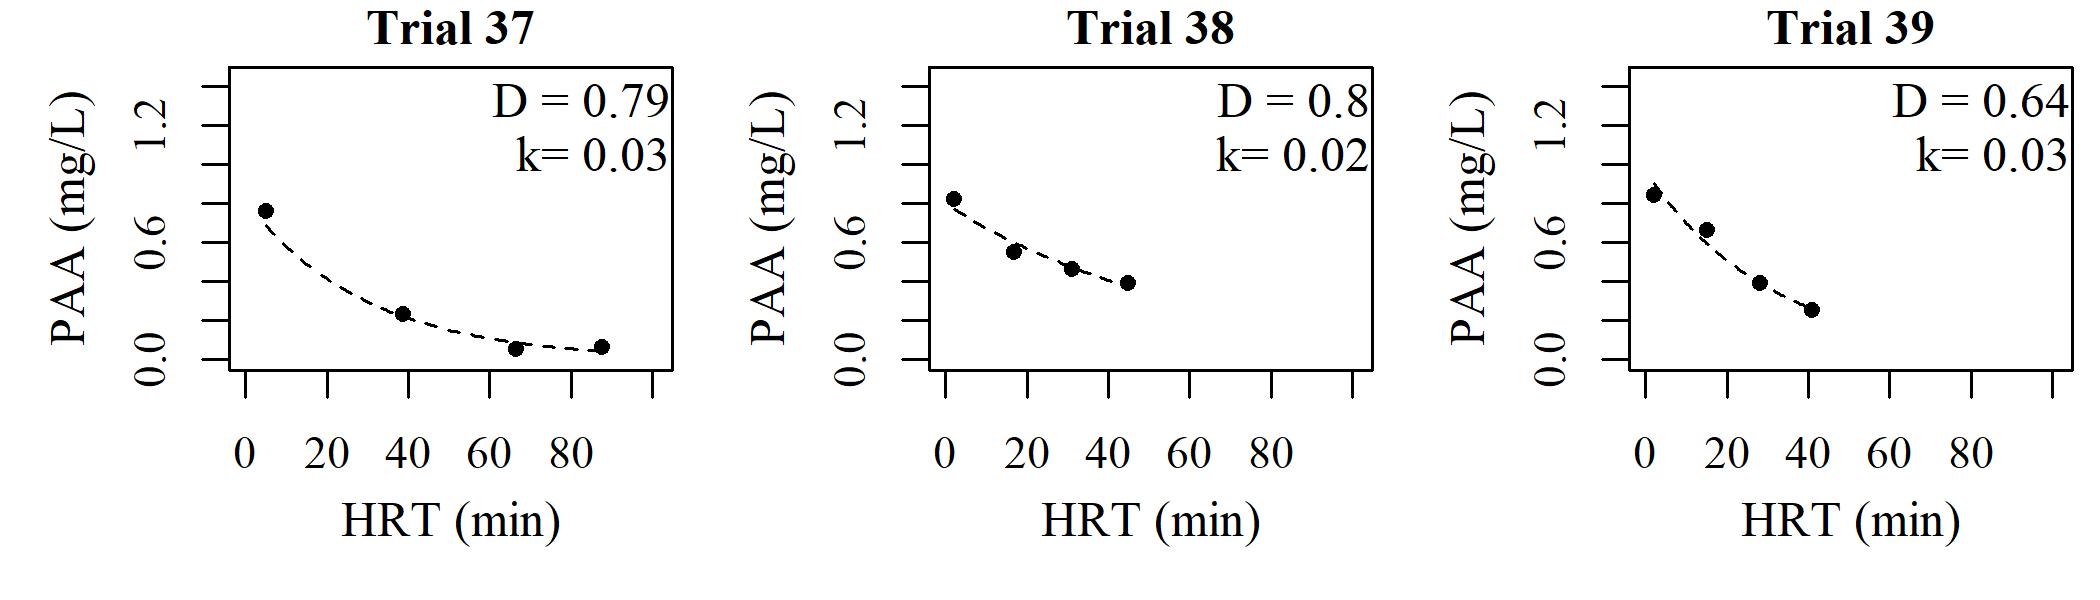 Trial 37
D = 0.79
k= 0.03
PAA (mg/L)
1.2
0.6
0.0
0 20 40 60 80
HRT (min)
Trial 38
D = 0.8
k= 0.02
PAA (mg/L)
1.2
0.6
0.0
0 20 40 60 80
HRT (min)
Trial 39
D = 0.64
k= 0.03
PAA (mg/L)
1.2
0.6
0.0
0 20 40 60 80
HRT (min)